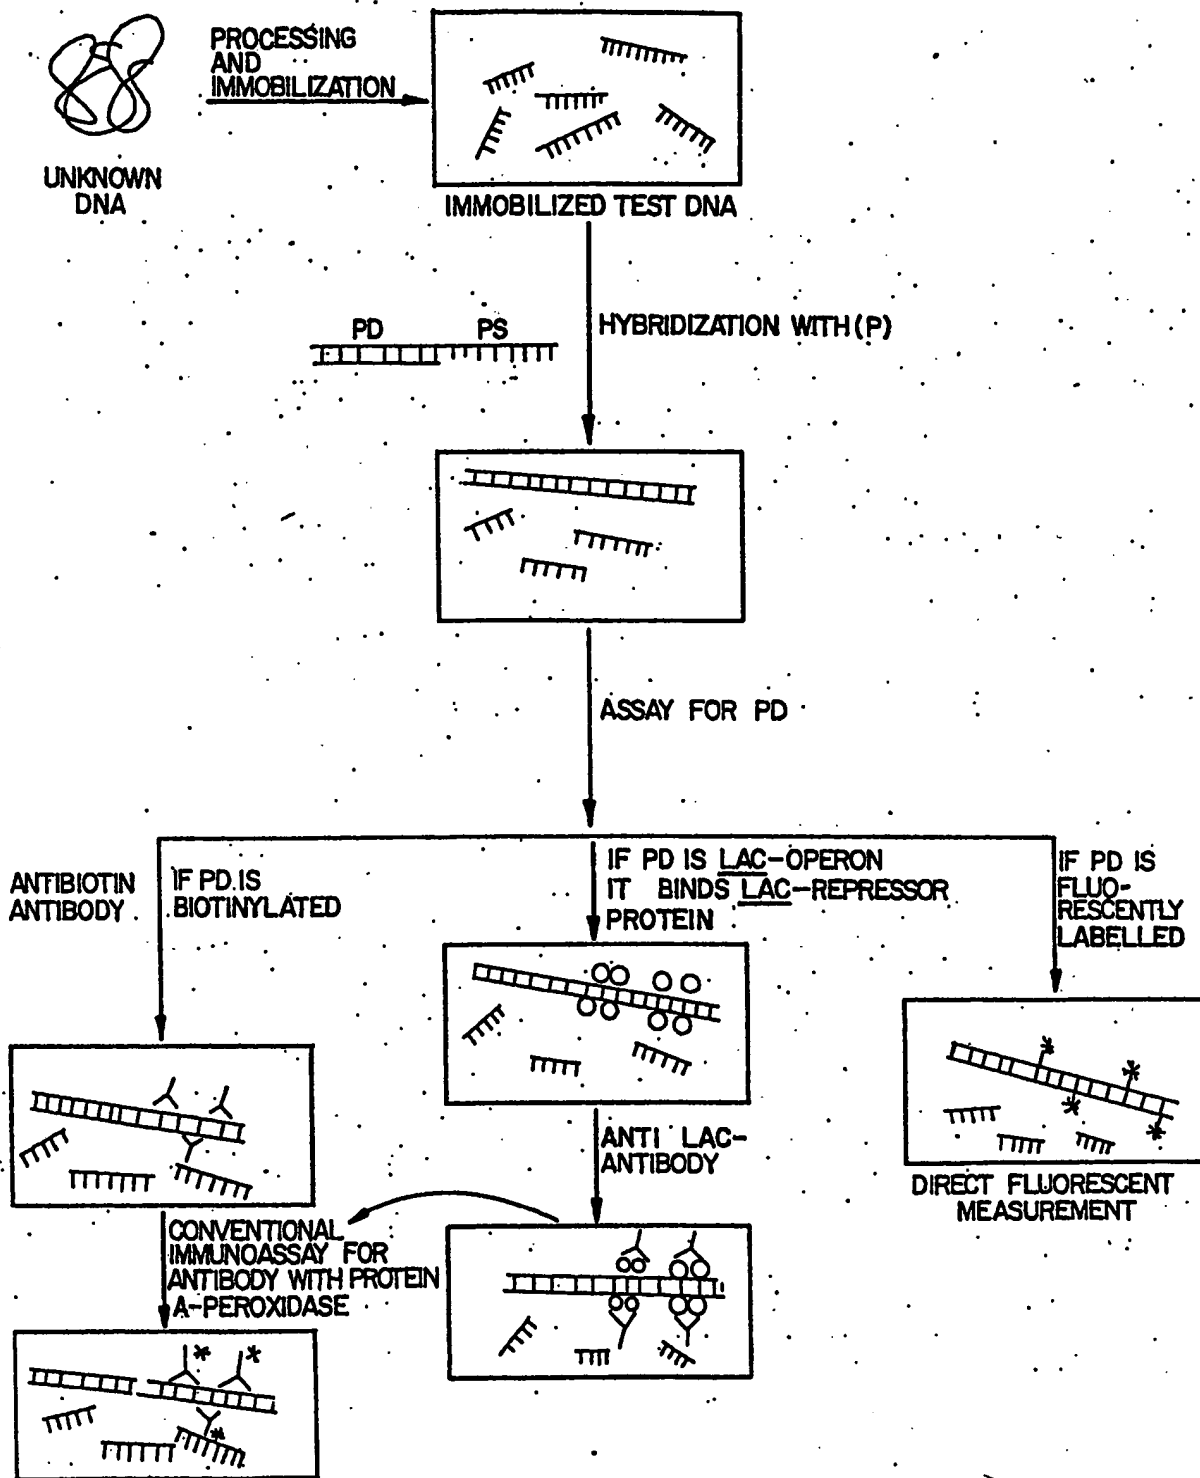 PROCESSING
AND
IMMOBILIZATION
UNKNOWN
DNA
IMMOBILIZED TEST DNA
PD PS
HYBRIDIZATION WITH (P)
ASSAY FOR PD
ANTIBIOTIN
ANTIBODY
IF PD IS
BIOTINYLATED
IF PD IS LAC-OPERON
IT BINDS LAC-REPRESSOR
PROTEIN
IF PD IS
FLUO-
RESCENTLY
LABELLED
ANTI LAC-
ANTIBODY
DIRECT FLUORESCENT
MEASUREMENT
CONVENTIONAL
IMMUNOASSAY FOR
ANTIBODY WITH PROTEIN
A-PEROXIDASE